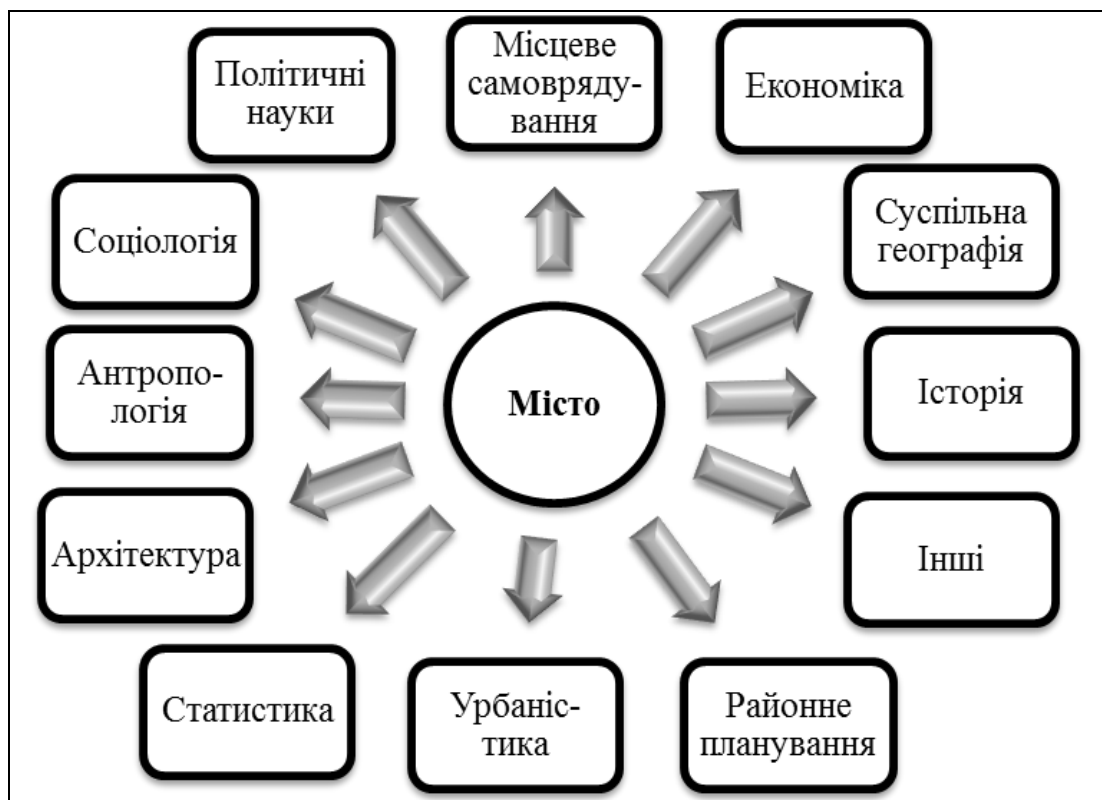 Політичні
науки
Місцеве
самовряду-
вання
Економіка
Соціологія
Суспільна
географія
Антропо-
логія
Місто
Історія
Архітектура
Інші
Статистика
Урбаніс-
тика
Районне
планування